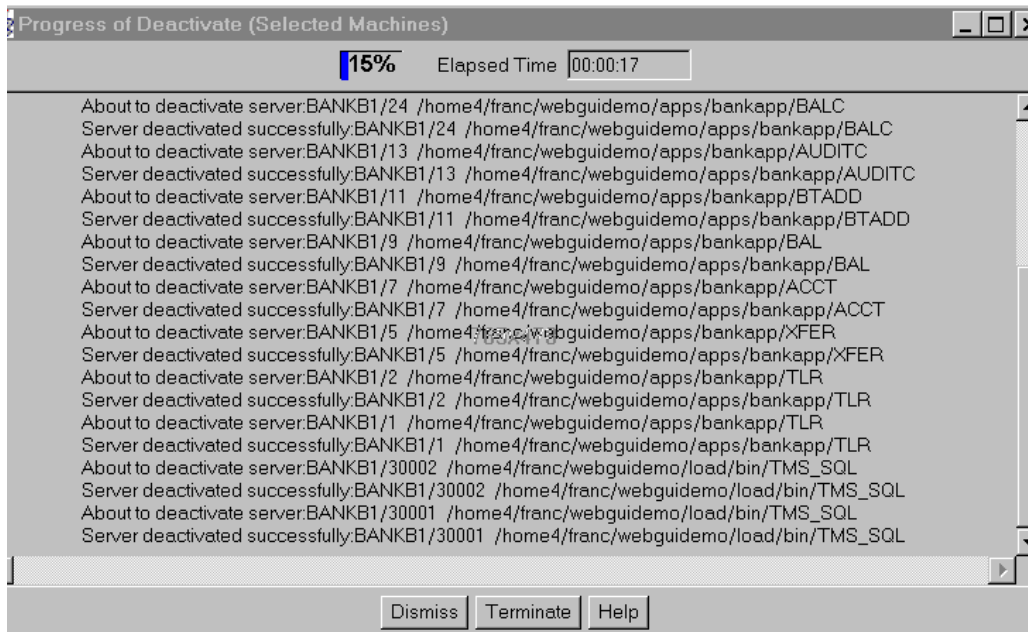 Progress of Deactivate (Selected Machines)
15% Elapsed Time 00:00:17
About to deactivate server:BANKB1/24 /home4/franc/webguidemo/apps/bankapp/BALC
Server deactivated successfully:BANKB1/24 /home4/franc/webguidemo/apps/bankapp/BALC
About to deactivate server:BANKB1/13 /home4/franc/webguidemo/apps/bankapp/AUDITC
Server deactivated successfully:BANKB1/13 /home4/franc/webguidemo/apps/bankapp/AUDITC
About to deactivate server:BANKB1/11 /home4/franc/webguidemo/apps/bankapp/BTADD
Server deactivated successfully:BANKB1/11 /home4/franc/webguidemo/apps/bankapp/BTADD
About to deactivate server:BANKB1/9 /home4/franc/webguidemo/apps/bankapp/BAL
Server deactivated successfully:BANKB1/9 /home4/franc/webguidemo/apps/bankapp/BAL
About to deactivate server:BANKB1/7 /home4/franc/webguidemo/apps/bankapp/ACCT
Server deactivated successfully:BANKB1/7 /home4/franc/webguidemo/apps/bankapp/ACCT
About to deactivate server:BANKB1/5 /home4/franc/webguidemo/apps/bankapp/XFER
Server deactivated successfully:BANKB1/5 /home4/franc/webguidemo/apps/bankapp/XFER
About to deactivate server:BANKB1/2 /home4/franc/webguidemo/apps/bankapp/TLR
Server deactivated successfully:BANKB1/2 /home4/franc/webguidemo/apps/bankapp/TLR
About to deactivate server:BANKB1/1 /home4/franc/webguidemo/apps/bankapp/TLR
Server deactivated successfully:BANKB1/1 /home4/franc/webguidemo/apps/bankapp/TLR
About to deactivate server:BANKB1/30002 /home4/franc/webguidemo/load/bin/TMS_SQL
Server deactivated successfully:BANKB1/30002 /home4/franc/webguidemo/load/bin/TMS_SQL
About to deactivate server:BANKB1/30001 /home4/franc/webguidemo/load/bin/TMS_SQL
Server deactivated successfully:BANKB1/30001 /home4/franc/webguidemo/load/bin/TMS_SQL
Dismiss Terminate Help